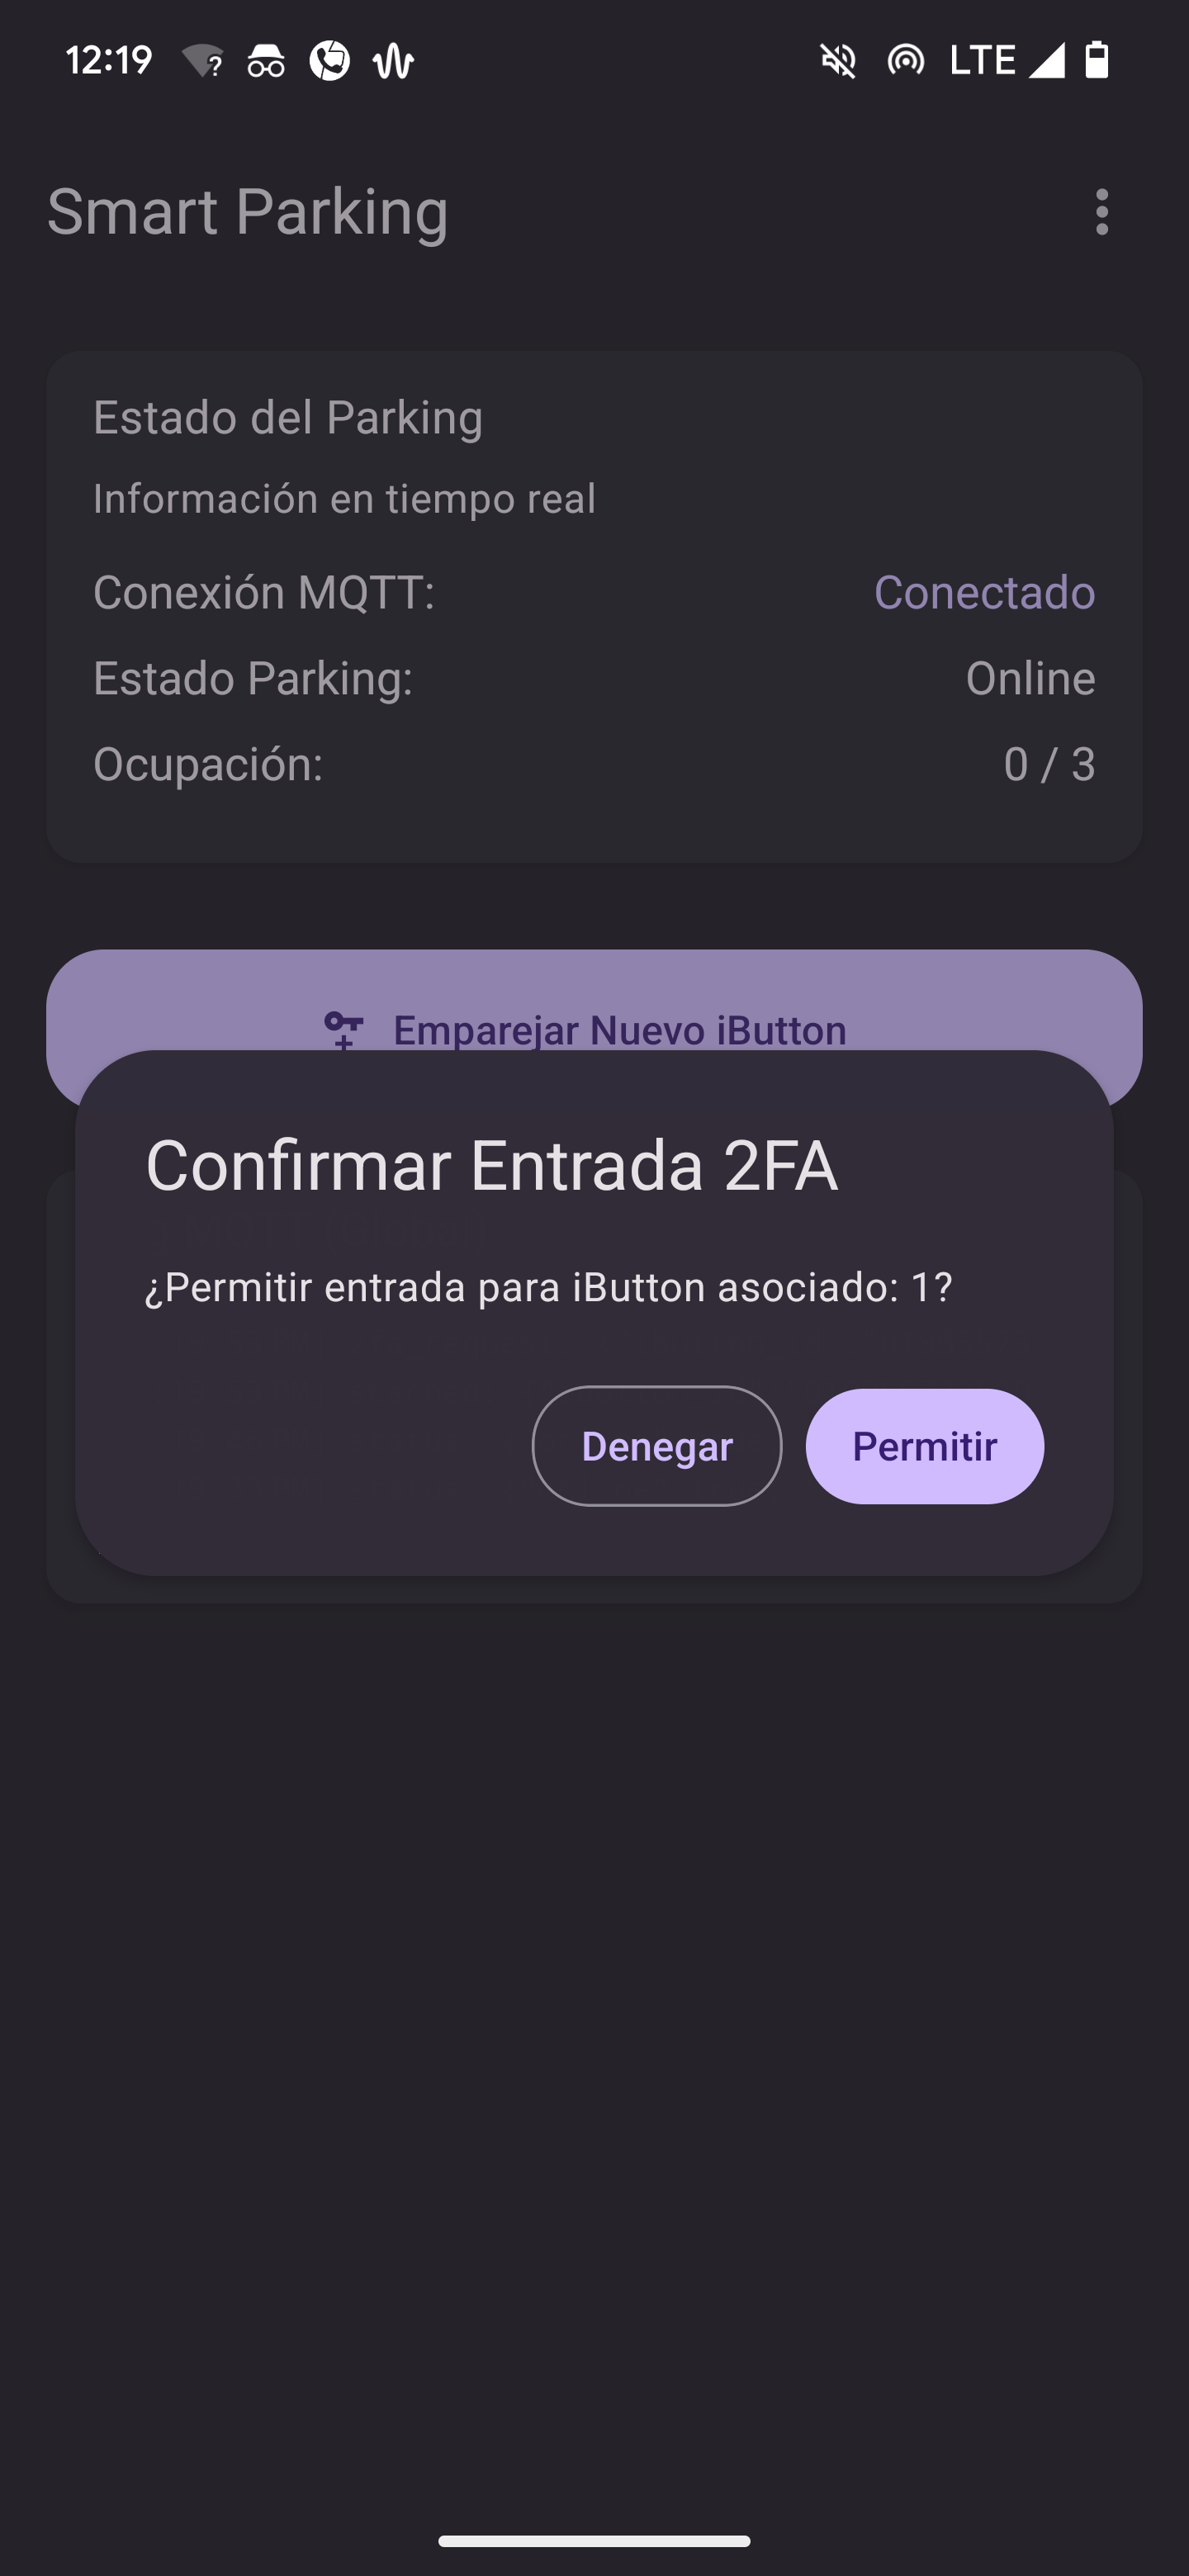 12:19
LTE
Smart Parking
Estado del Parking
Información en tiempo real
Conexión MQTT: Conectado
Estado Parking: Online
Ocupación: 0 / 3
Emparejar Nuevo iButton
Confirmar Entrada 2FA
¿Permitir entrada para iButton asociado: 1?
Denegar Permitir